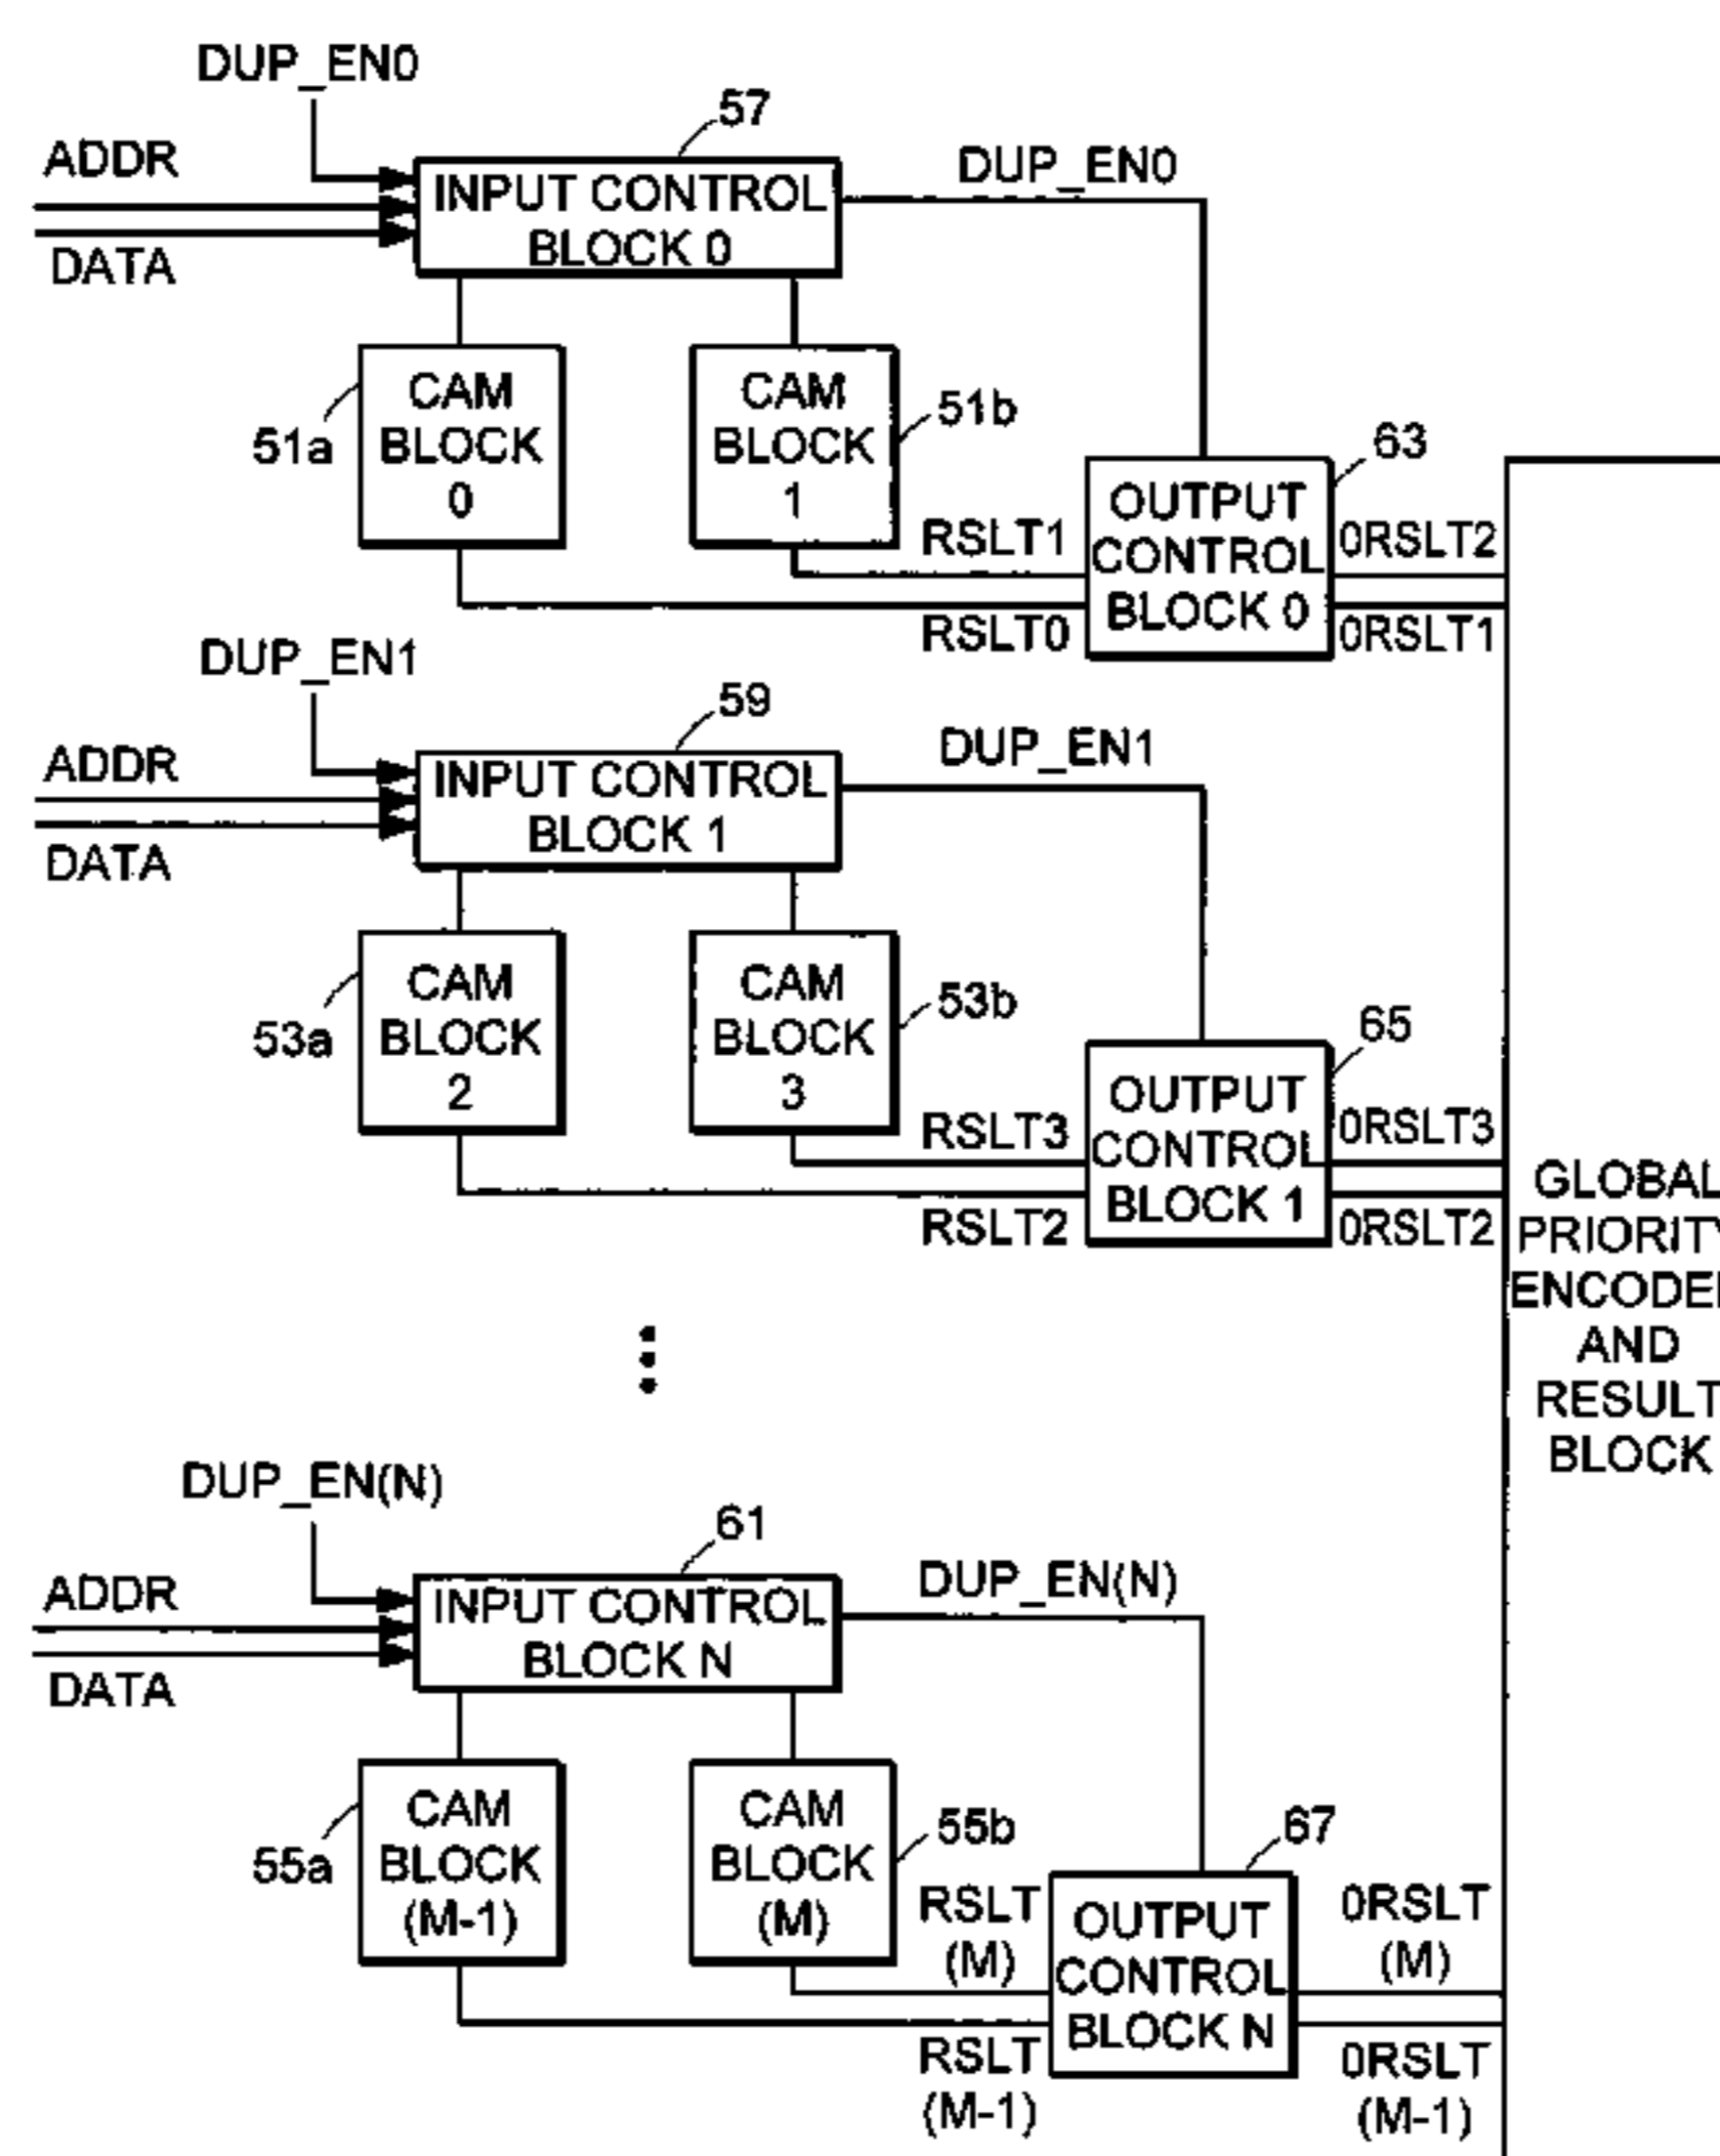 DUP_EN0
57
ADDR
DUP_EN0
INPUT CONTROL
BLOCK 0
DATA
CAM
BLOCK
0
51a
CAM
BLOCK
1
51b
63
OUTPUT
CONTROL
BLOCK 0
RSLT1
0RSLT2
RSLT0
0RSLT1
DUP_EN1
59
ADDR
DUP_EN1
INPUT CONTROL
BLOCK 1
DATA
CAM
BLOCK
2
53a
CAM
BLOCK
3
53b
65
OUTPUT
CONTROL
BLOCK 1
RSLT3
0RSLT3
RSLT2
0RSLT2
GLOBAL
PRIORITY
ENCODE
AND
RESULT
BLOCK
DUP_EN(N)
61
ADDR
DUP_EN(N)
INPUT CONTROL
BLOCK N
DATA
CAM
BLOCK
(M-1)
55a
CAM
BLOCK
(M)
55b
67
OUTPUT
CONTROL
BLOCK N
RSLT
(M)
0RSLT
(M)
RSLT
(M-1)
0RSLT
(M-1)